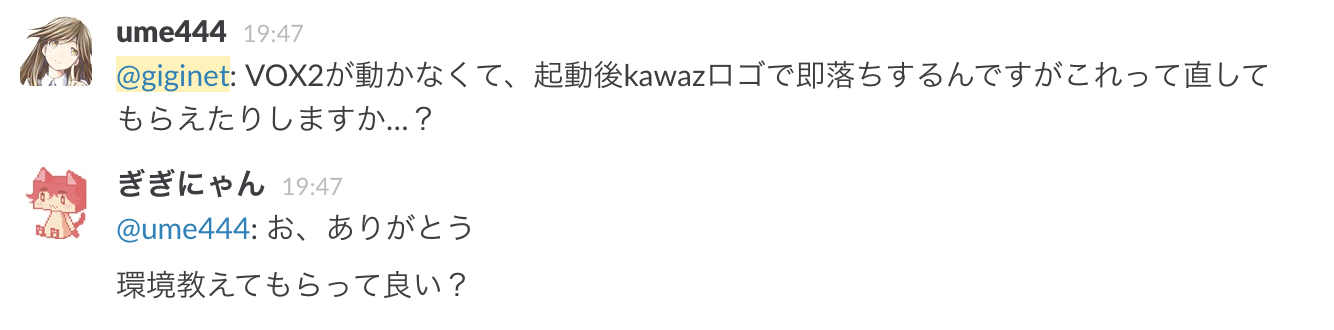 ume444 19:47
@giginet: VOX2が動かなくて、起動後kawazロゴで即落ちするんですがこれって直して
もらえたりしますか...？
ぎぎにゃん 19:47
@ume444: お、ありがとう
環境教えてもらって良い？